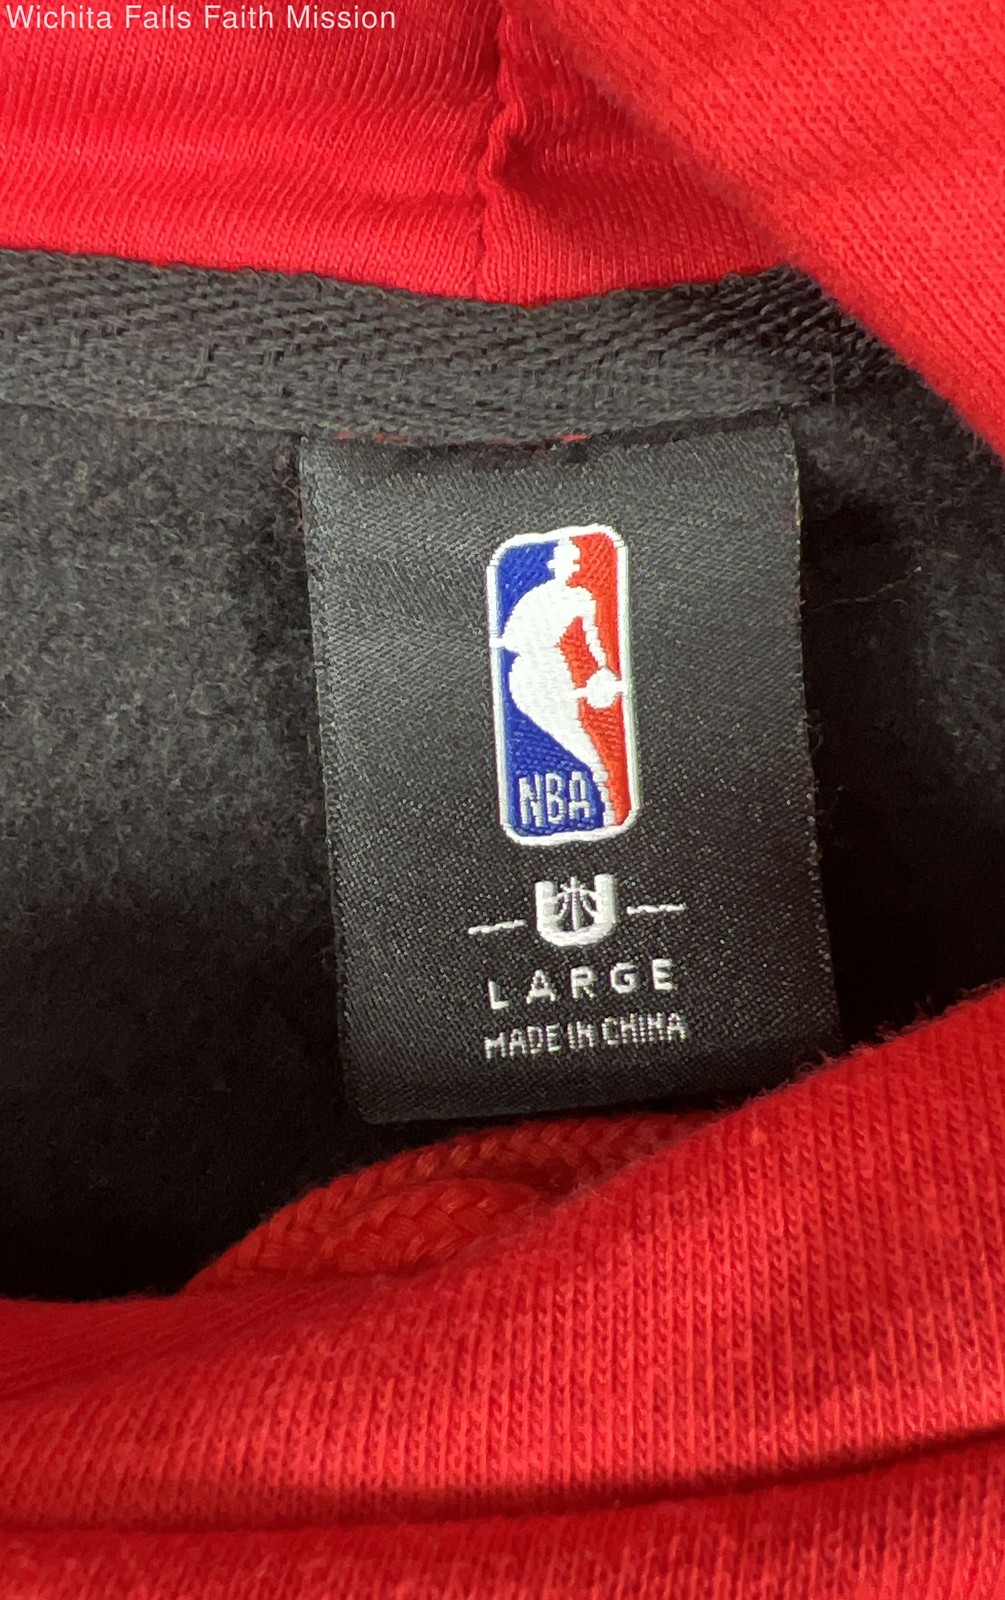 Wichita Falls Faith Mission
NBA
U
LARGE
MADE IN CHINA